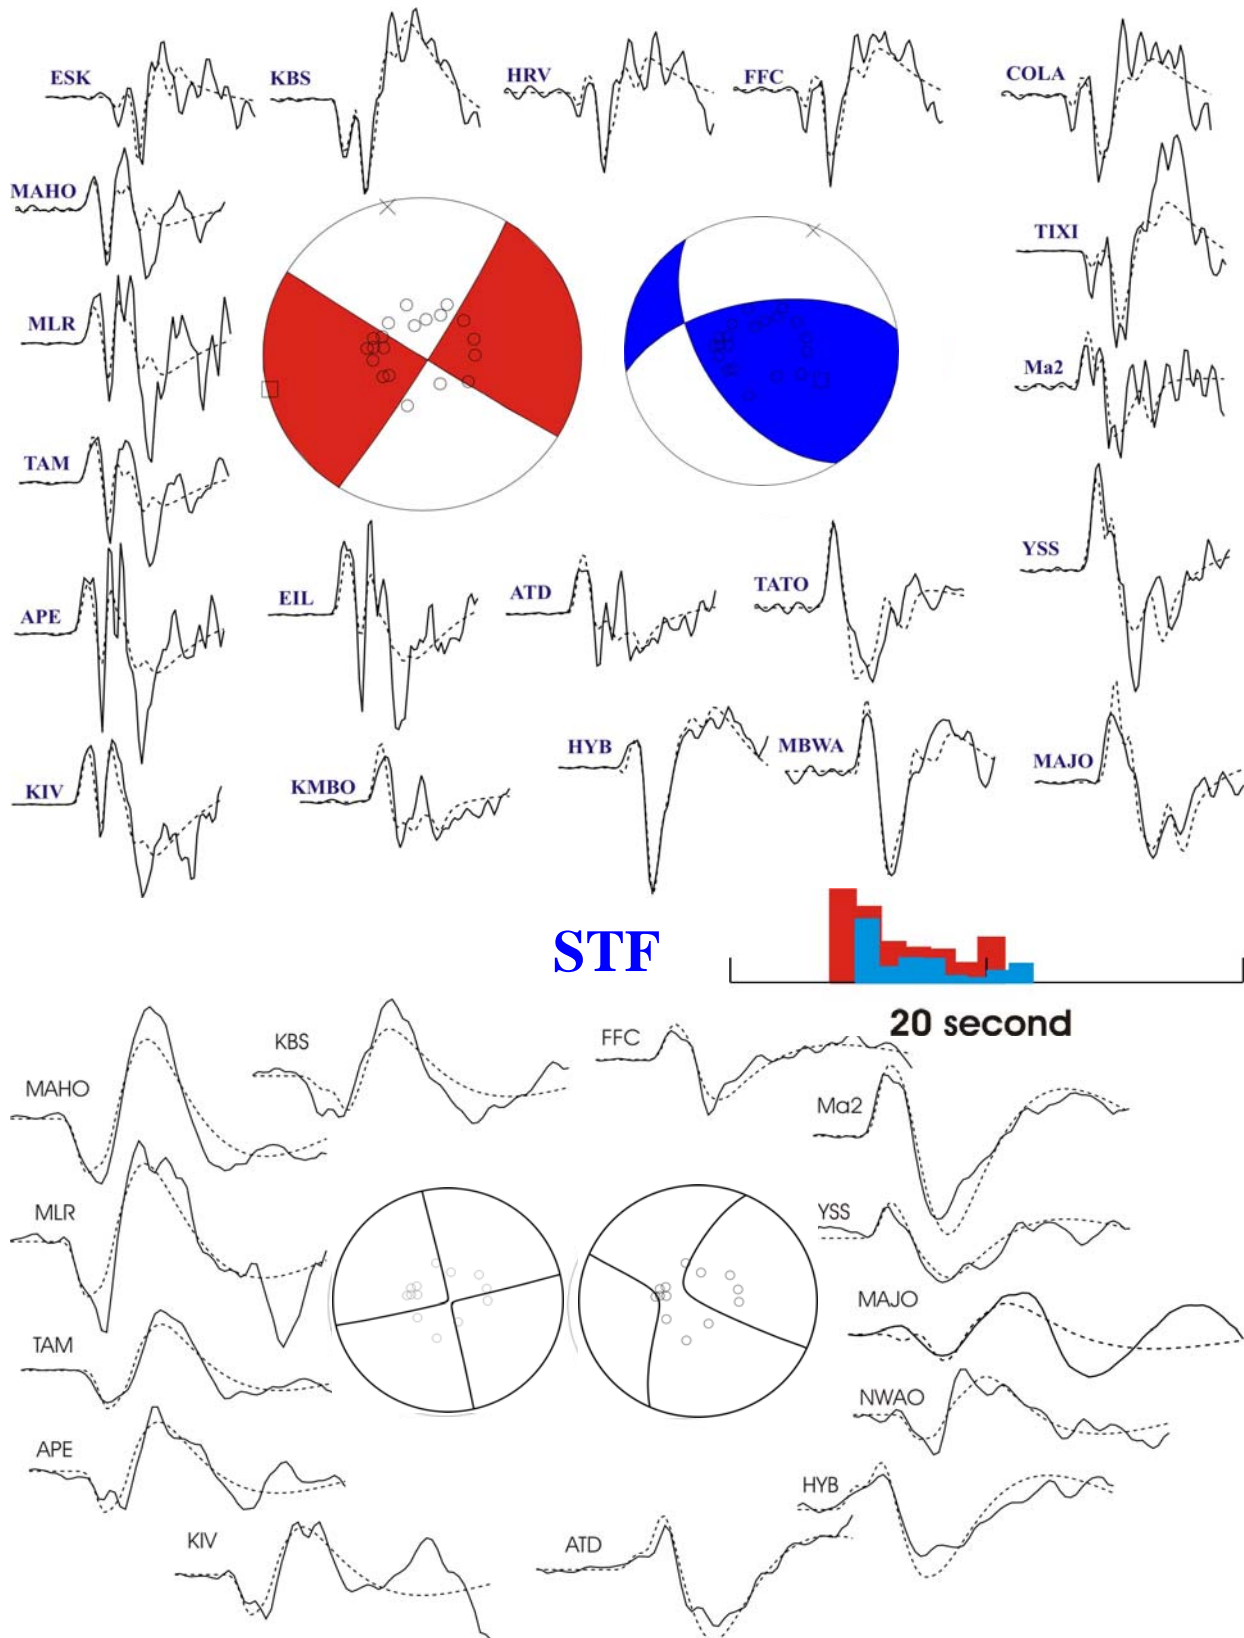 ESK KBS HRV FFC COLA
MAHO
TIXI
MLR
Ma2
TAM
YSS
APE EIL ATD TATO
HYB MBWA MAJO
KIV KMBO
STF
20 second
KBS FFC
MAHO
Ma2
MLR
YSS
MAJO
TAM
NWAO
APE
HYB
KIV ATD